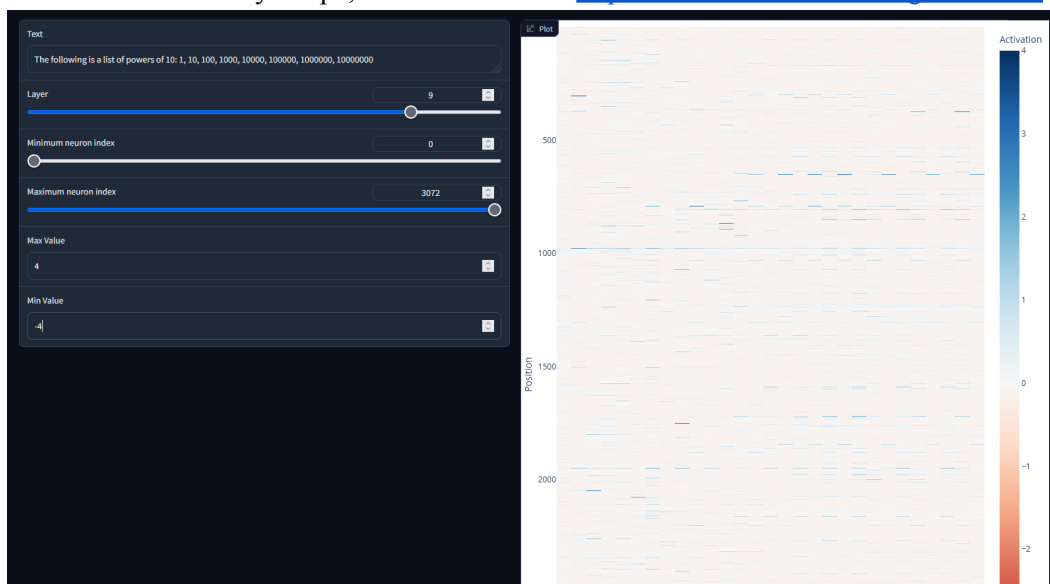 Text
The following is a list of powers of 10: 1, 10, 100, 1000, 10000, 100000, 1000000, 10000000
Layer
9
Minimum neuron index
0
Maximum neuron index
3072
Max Value
4
Min Value
-4
Plot
Activation
4
3
2
1
0
−1
−2
Position
500
1000
1500
2000